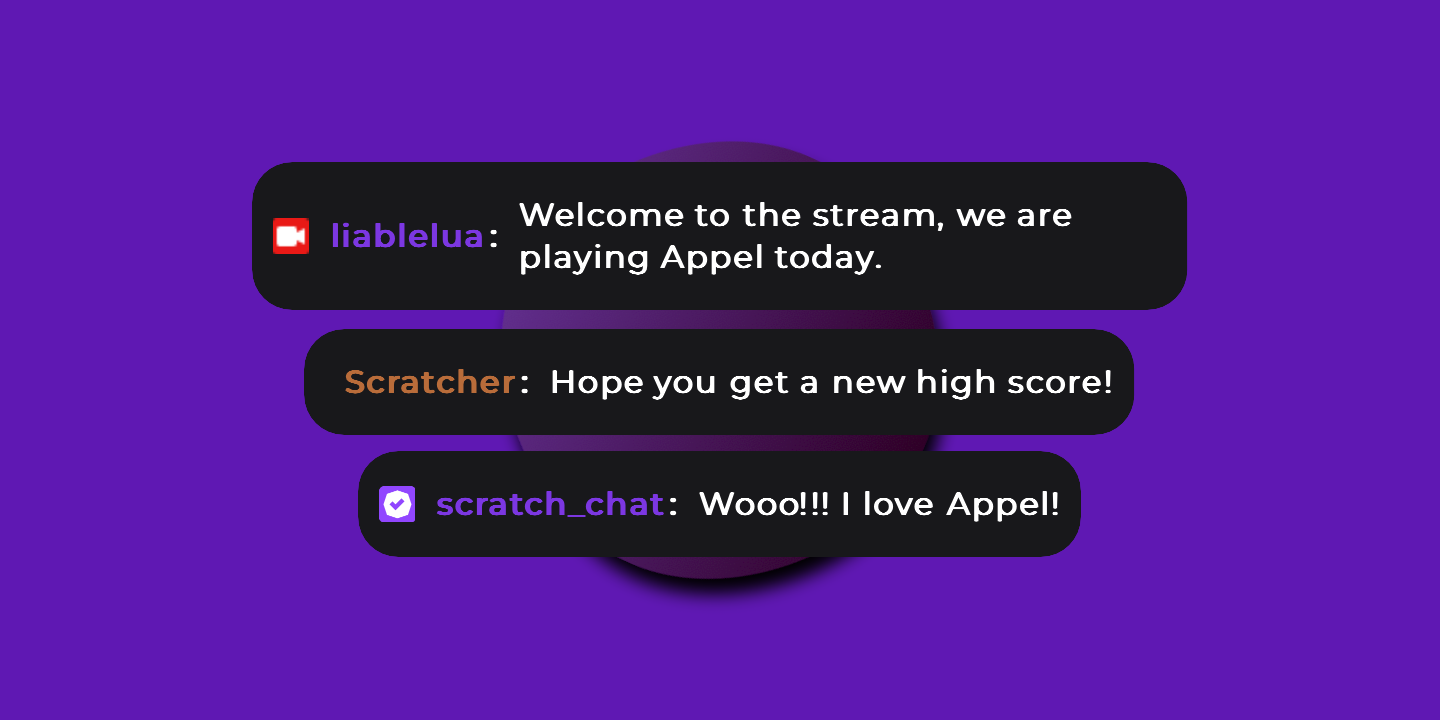 liablelua: Welcome to the stream, we are
playing Appel today.
Scratcher: Hope you get a new high score!
scratch_chat: Wooo!!! I love Appel!